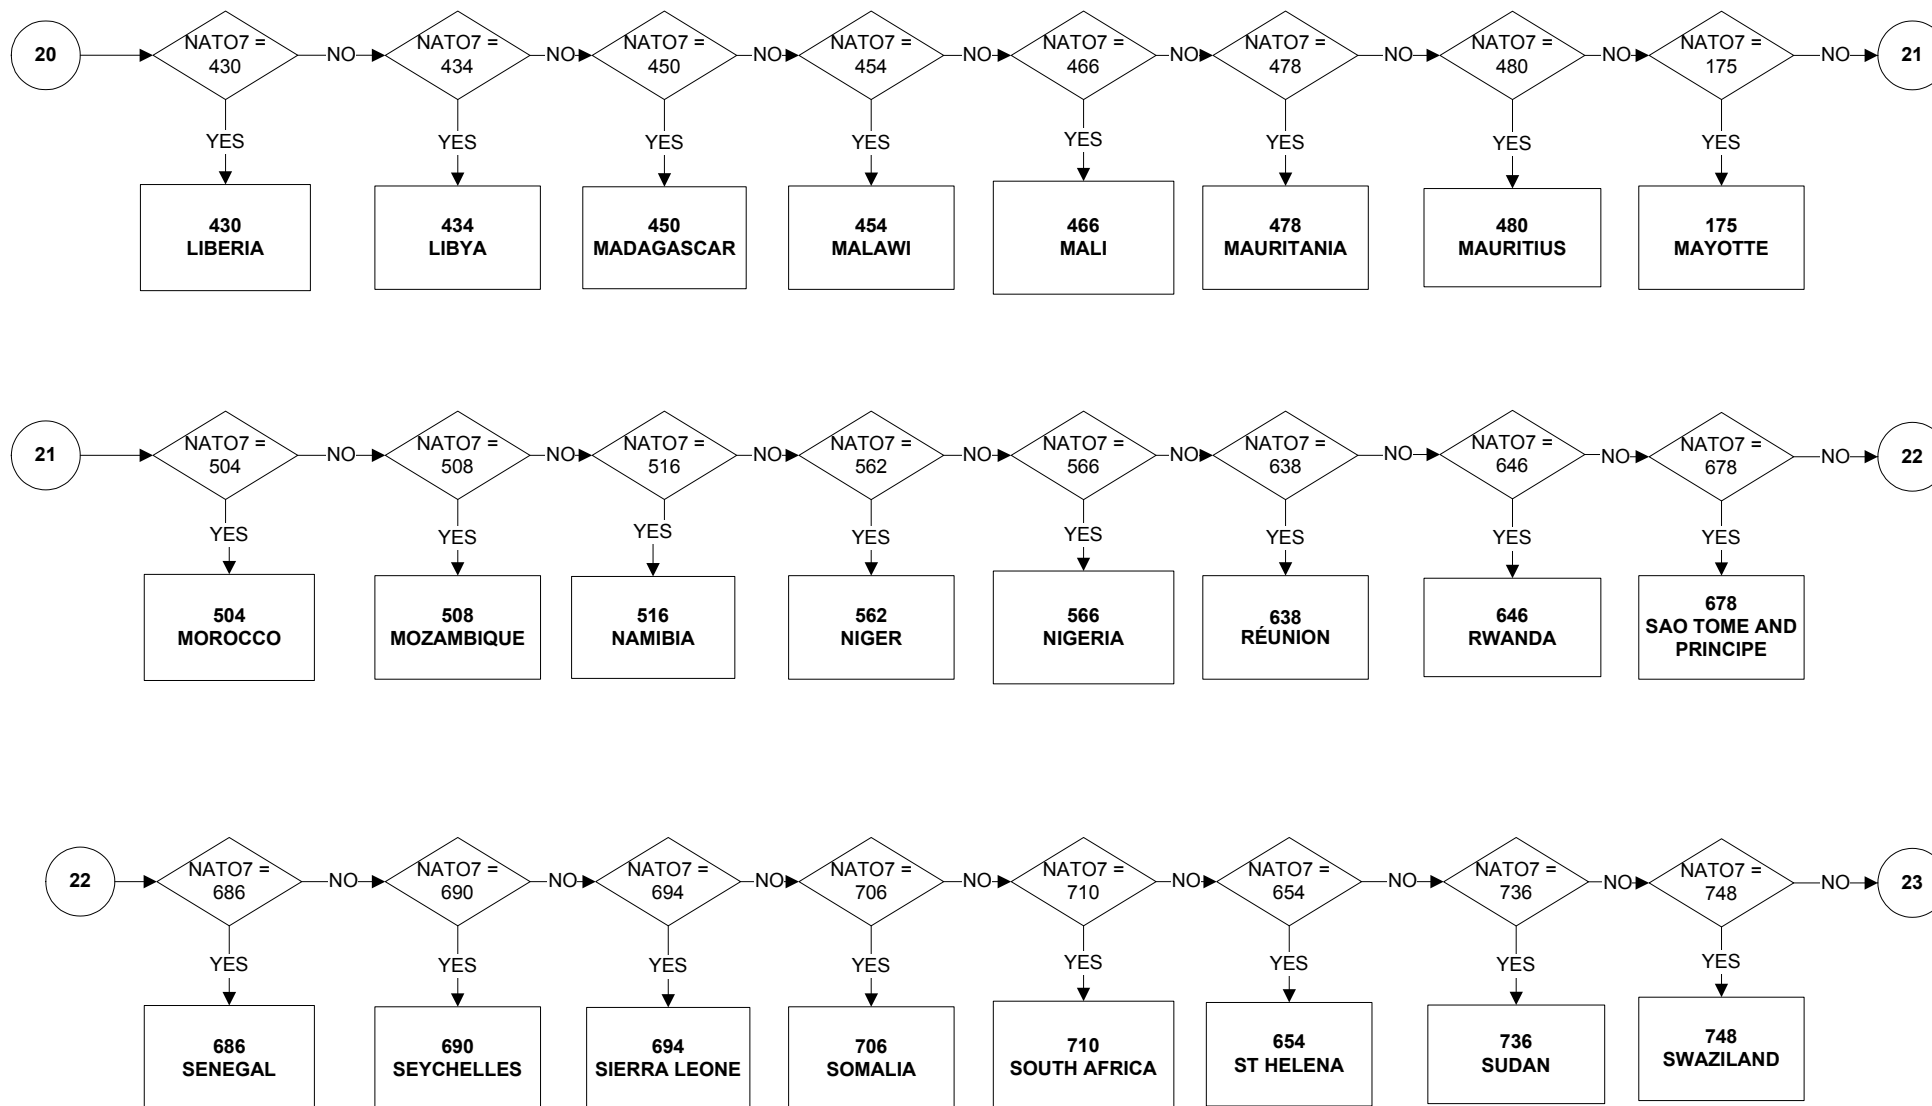 20
NATO7 =
430
NO
NATO7 =
434
NO
NATO7 =
450
NO
NATO7 =
454
NO
NATO7 =
466
NO
NATO7 =
478
NO
NATO7 =
480
NO
NATO7 =
175
NO
21
YES
YES
YES
YES
YES
YES
YES
YES
430
LIBERIA
434
LIBYA
450
MADAGASCAR
454
MALAWI
466
MALI
478
MAURITANIA
480
MAURITIUS
175
MAYOTTE
21
NATO7 =
504
NO
NATO7 =
508
NO
NATO7 =
516
NO
NATO7 =
562
NO
NATO7 =
566
NO
NATO7 =
638
NO
NATO7 =
646
NO
NATO7 =
678
NO
22
YES
YES
YES
YES
YES
YES
YES
YES
504
MOROCCO
508
MOZAMBIQUE
516
NAMIBIA
562
NIGER
566
NIGERIA
638
RÉUNION
646
RWANDA
678
SAO TOME AND
PRINCIPE
22
NATO7 =
686
NO
NATO7 =
690
NO
NATO7 =
694
NO
NATO7 =
706
NO
NATO7 =
710
NO
NATO7 =
654
NO
NATO7 =
736
NO
NATO7 =
748
NO
23
YES
YES
YES
YES
YES
YES
YES
YES
686
SENEGAL
690
SEYCHELLES
694
SIERRA LEONE
706
SOMALIA
710
SOUTH AFRICA
654
ST HELENA
736
SUDAN
748
SWAZILAND